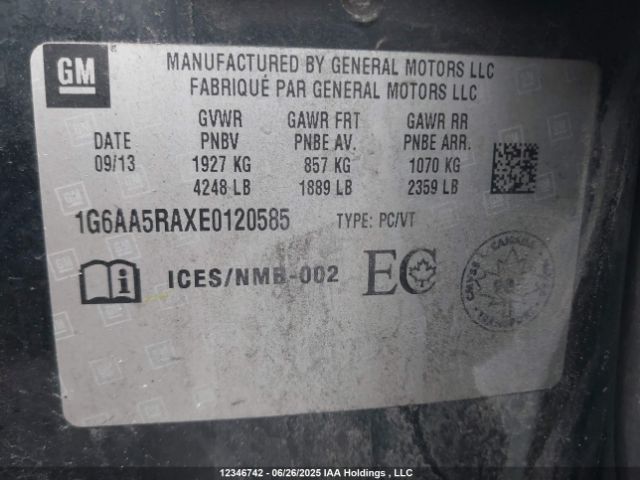 GM
MANUFACTURED BY GENERAL MOTORS LLC
FABRIQUÉ PAR GENERAL MOTORS LLC
GVWR GAWR FRT GAWR RR
DATE PNBV PNBE AV. PNBE ARR.
09/13 1927 KG 857 KG 1070 KG
4248 LB 1889 LB 2359 LB
1G6AA5RAXE0120585 TYPE: PC/VT
i ICES/NMB-002 EC
CANADA
12346742 - 06/26/2025 IAA Holdings , LLC